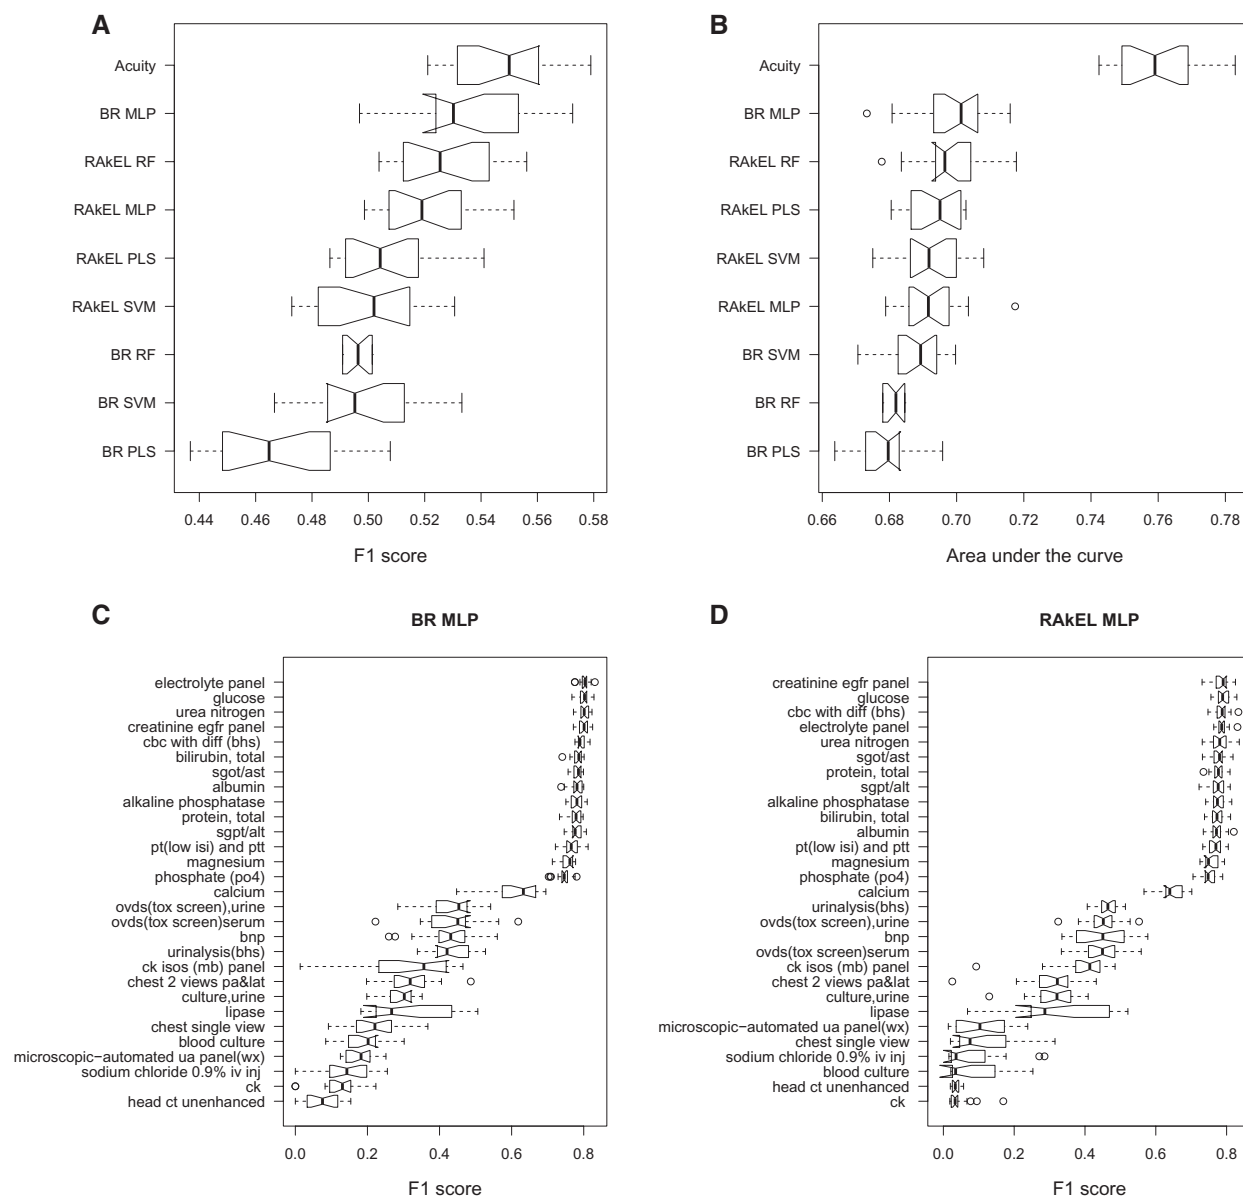 A
Acuity
BR MLP
RAkEL RF
RAkEL MLP
RAkEL PLS
RAkEL SVM
BR RF
BR SVM
BR PLS
0.44 0.46 0.48 0.50 0.52 0.54 0.56 0.58
F1 score
B
Acuity
BR MLP
RAkEL RF
RAkEL PLS
RAkEL SVM
RAkEL MLP
BR SVM
BR RF
BR PLS
0.66 0.68 0.70 0.72 0.74 0.76 0.78
Area under the curve
C
BR MLP
electrolyte panel
glucose
urea nitrogen
creatinine egfr panel
cbc with diff (bhs)
bilirubin, total
sgot/ast
albumin
alkaline phosphatase
protein, total
sgpt/alt
pt(low isi) and ptt
magnesium
phosphate (po4)
calcium
ovds(tox screen),urine
ovds(tox screen)serum
bnp
urinalysis(bhs)
ck isos (mb) panel
chest 2 views pa&lat
culture,urine
lipase
chest single view
blood culture
microscopic−automated ua panel(wx)
sodium chloride 0.9% iv inj
ck
head ct unenhanced
0.0 0.2 0.4 0.6 0.8
F1 score
D
RAkEL MLP
creatinine egfr panel
glucose
cbc with diff (bhs)
electrolyte panel
urea nitrogen
sgot/ast
protein, total
sgpt/alt
alkaline phosphatase
bilirubin, total
albumin
pt(low isi) and ptt
magnesium
phosphate (po4)
calcium
urinalysis(bhs)
ovds(tox screen),urine
bnp
ovds(tox screen)serum
ck isos (mb) panel
chest 2 views pa&lat
culture,urine
lipase
microscopic−automated ua panel(wx)
chest single view
sodium chloride 0.9% iv inj
blood culture
head ct unenhanced
ck
0.0 0.2 0.4 0.6 0.8
F1 score